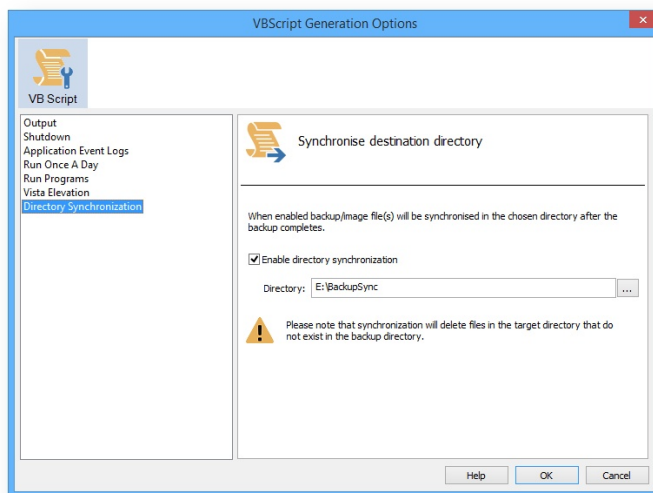 VBScript Generation Options
VB Script
Output
Shutdown
Application Event Logs
Run Once A Day
Run Programs
Vista Elevation
Directory Synchronization
Synchronise destination directory
When enabled backup/image file(s) will be synchronised in the chosen directory after the
backup completes.
Enable directory synchronization
Directory: E:\BackupSync ...
Please note that synchronization will delete files in the target directory that do
not exist in the backup directory.
Help OK Cancel